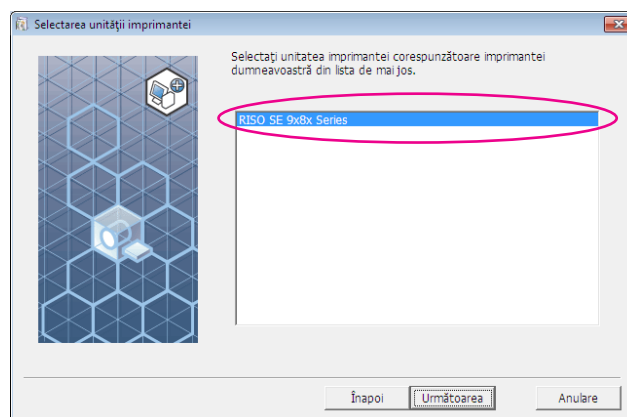 Selectarea unității imprimantei
Selectați unitatea imprimantei corespunzătoare imprimantei
dumneavoastră din lista de mai jos.
RISO SE 9x8x Series
Înapoi
Următoarea
Anulare